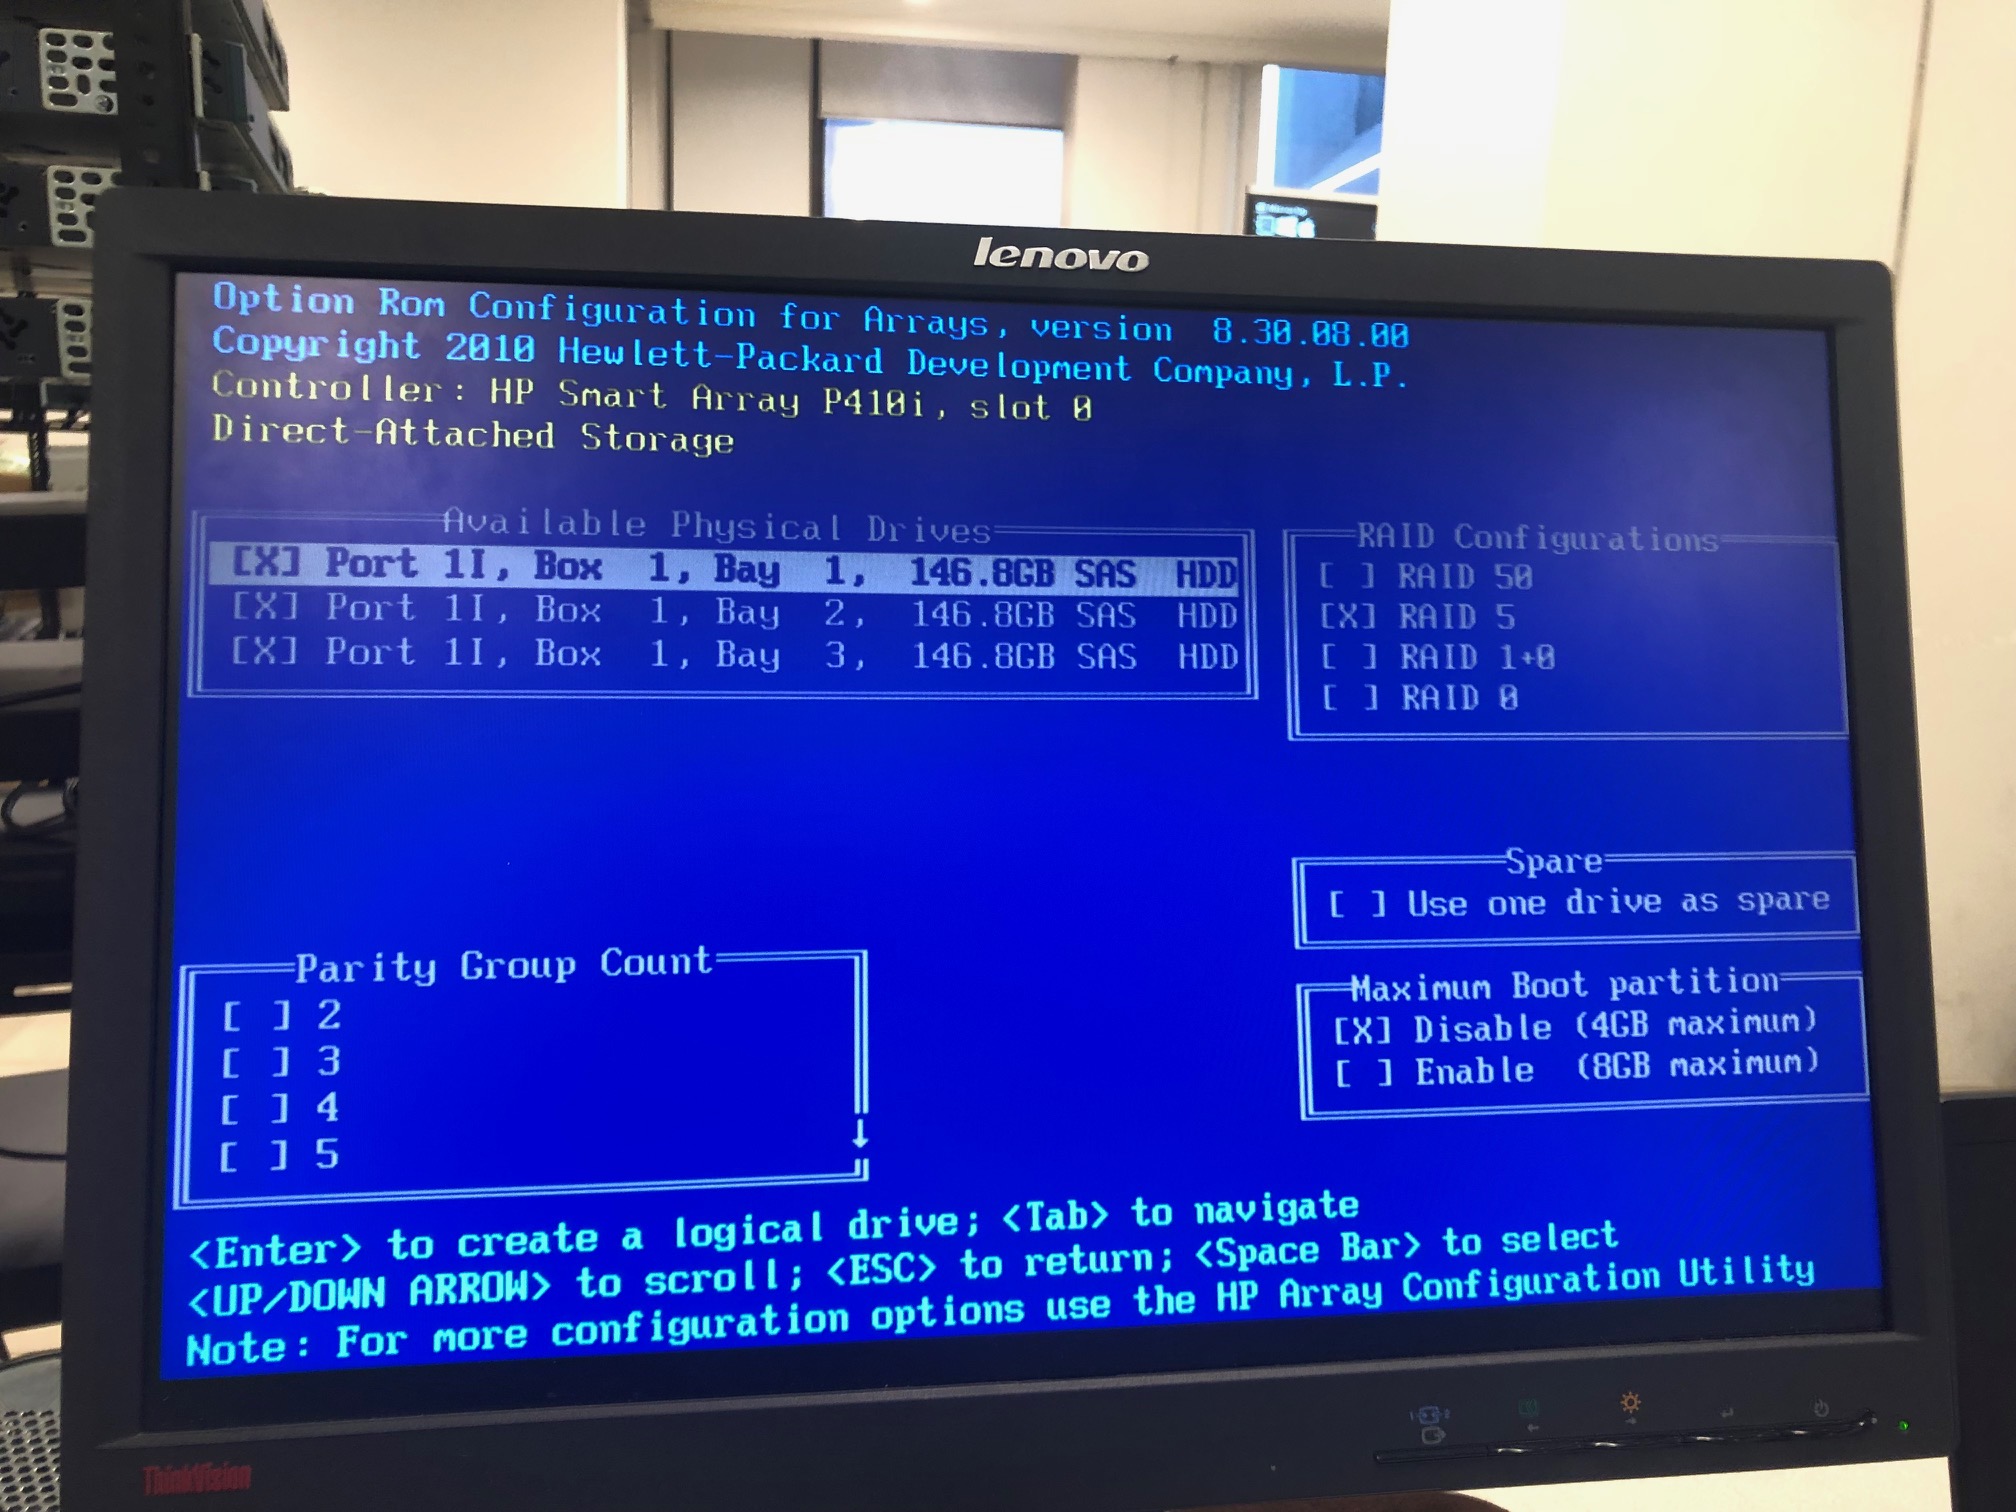 lenovo
Option Rom Configuration for Arrays, version  8.30.08.00
Copyright 2010 Hewlett-Packard Development Company, L.P.
Controller: HP Smart Array P410i, slot 0
Direct-Attached Storage
Available Physical Drives
[X] Port 1I, Box  1, Bay  1,  146.8GB SAS  HDD
[X] Port 1I, Box  1, Bay  2,  146.8GB SAS  HDD
[X] Port 1I, Box  1, Bay  3,  146.8GB SAS  HDD
RAID Configurations
[ ] RAID 50
[X] RAID 5
[ ] RAID 1+0
[ ] RAID 0
Spare
[ ] Use one drive as spare
Parity Group Count
[ ] 2
[ ] 3
[ ] 4
[ ] 5
Maximum Boot partition
[X] Disable (4GB maximum)
[ ] Enable  (8GB maximum)
<Enter> to create a logical drive; <Tab> to navigate
<UP/DOWN ARROW> to scroll; <ESC> to return; <Space Bar> to select
Note: For more configuration options use the HP Array Configuration Utility
ThinkVision